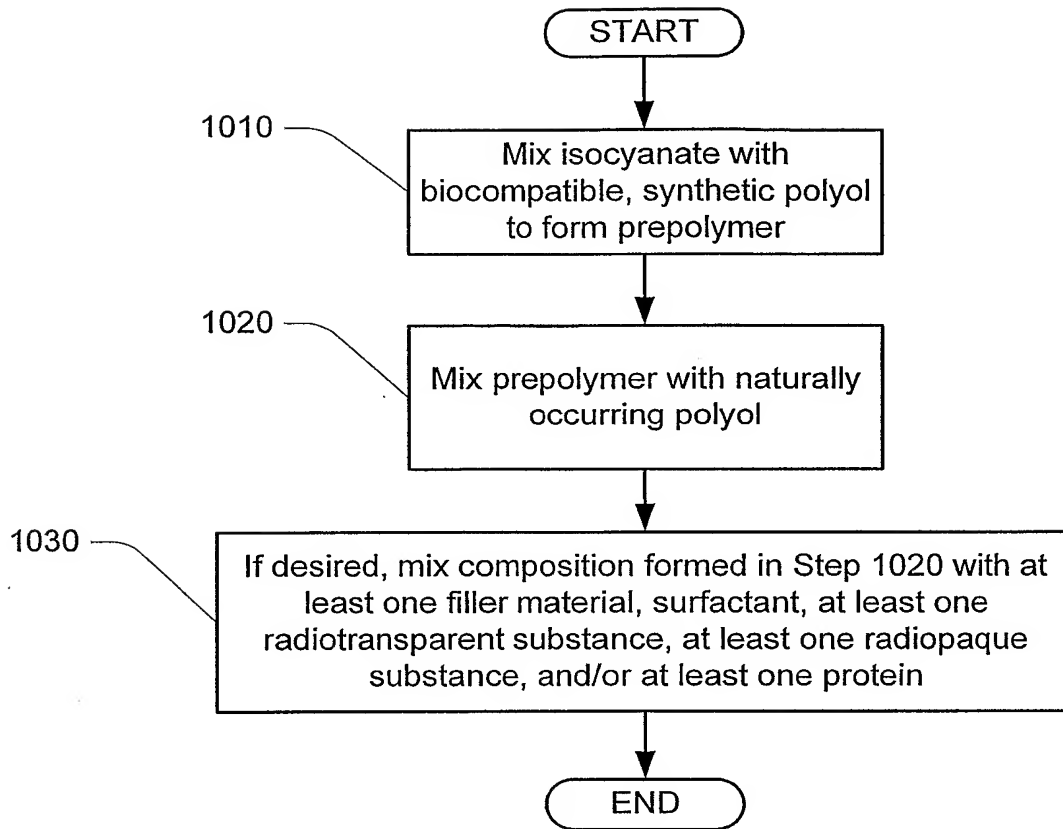 START
1010
Mix isocyanate with
biocompatible, synthetic polyol
to form prepolymer
1020
Mix prepolymer with naturally
occurring polyol
1030
If desired, mix composition formed in Step 1020 with at
least one filler material, surfactant, at least one
radiotransparent substance, at least one radiopaque
substance, and/or at least one protein
END